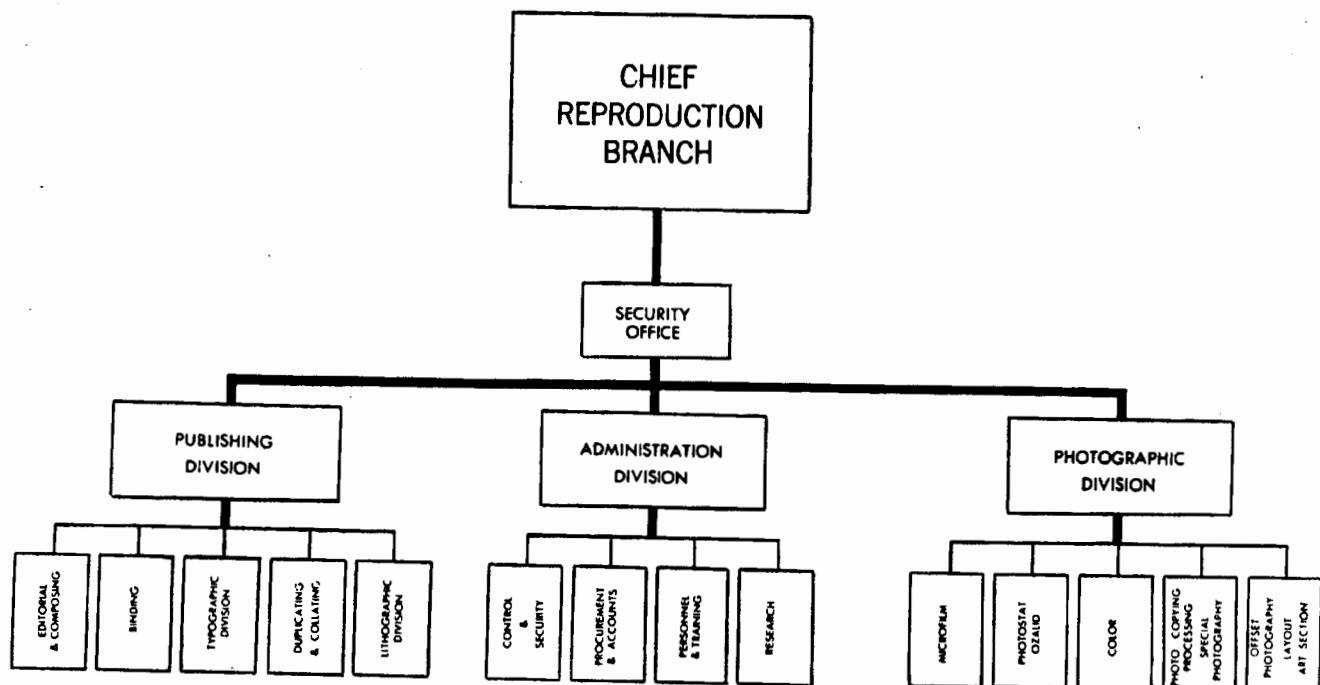 CHIEF
REPRODUCTION
BRANCH
SECURITY
OFFICE
PUBLISHING
DIVISION
ADMINISTRATION
DIVISION
PHOTOGRAPHIC
DIVISION
EDITORIAL
& COMPOSING
BINDING
TYPOGRAPHIC
DIVISION
DUPLICATING
& COLLATING
LITHOGRAPHIC
DIVISION
CONTROL
&
SECURITY
PROCUREMENT
& ACCOUNTS
PERSONNEL
& TRAINING
RESEARCH
MICROFILM
PHOTOSTAT
OZALID
COLOR
PHOTO COPYING
PROCESSING
SPECIAL
PHOTOGRAPHY
OFFSET
PHOTOGRAPHY
LAYOUT
ART SECTION